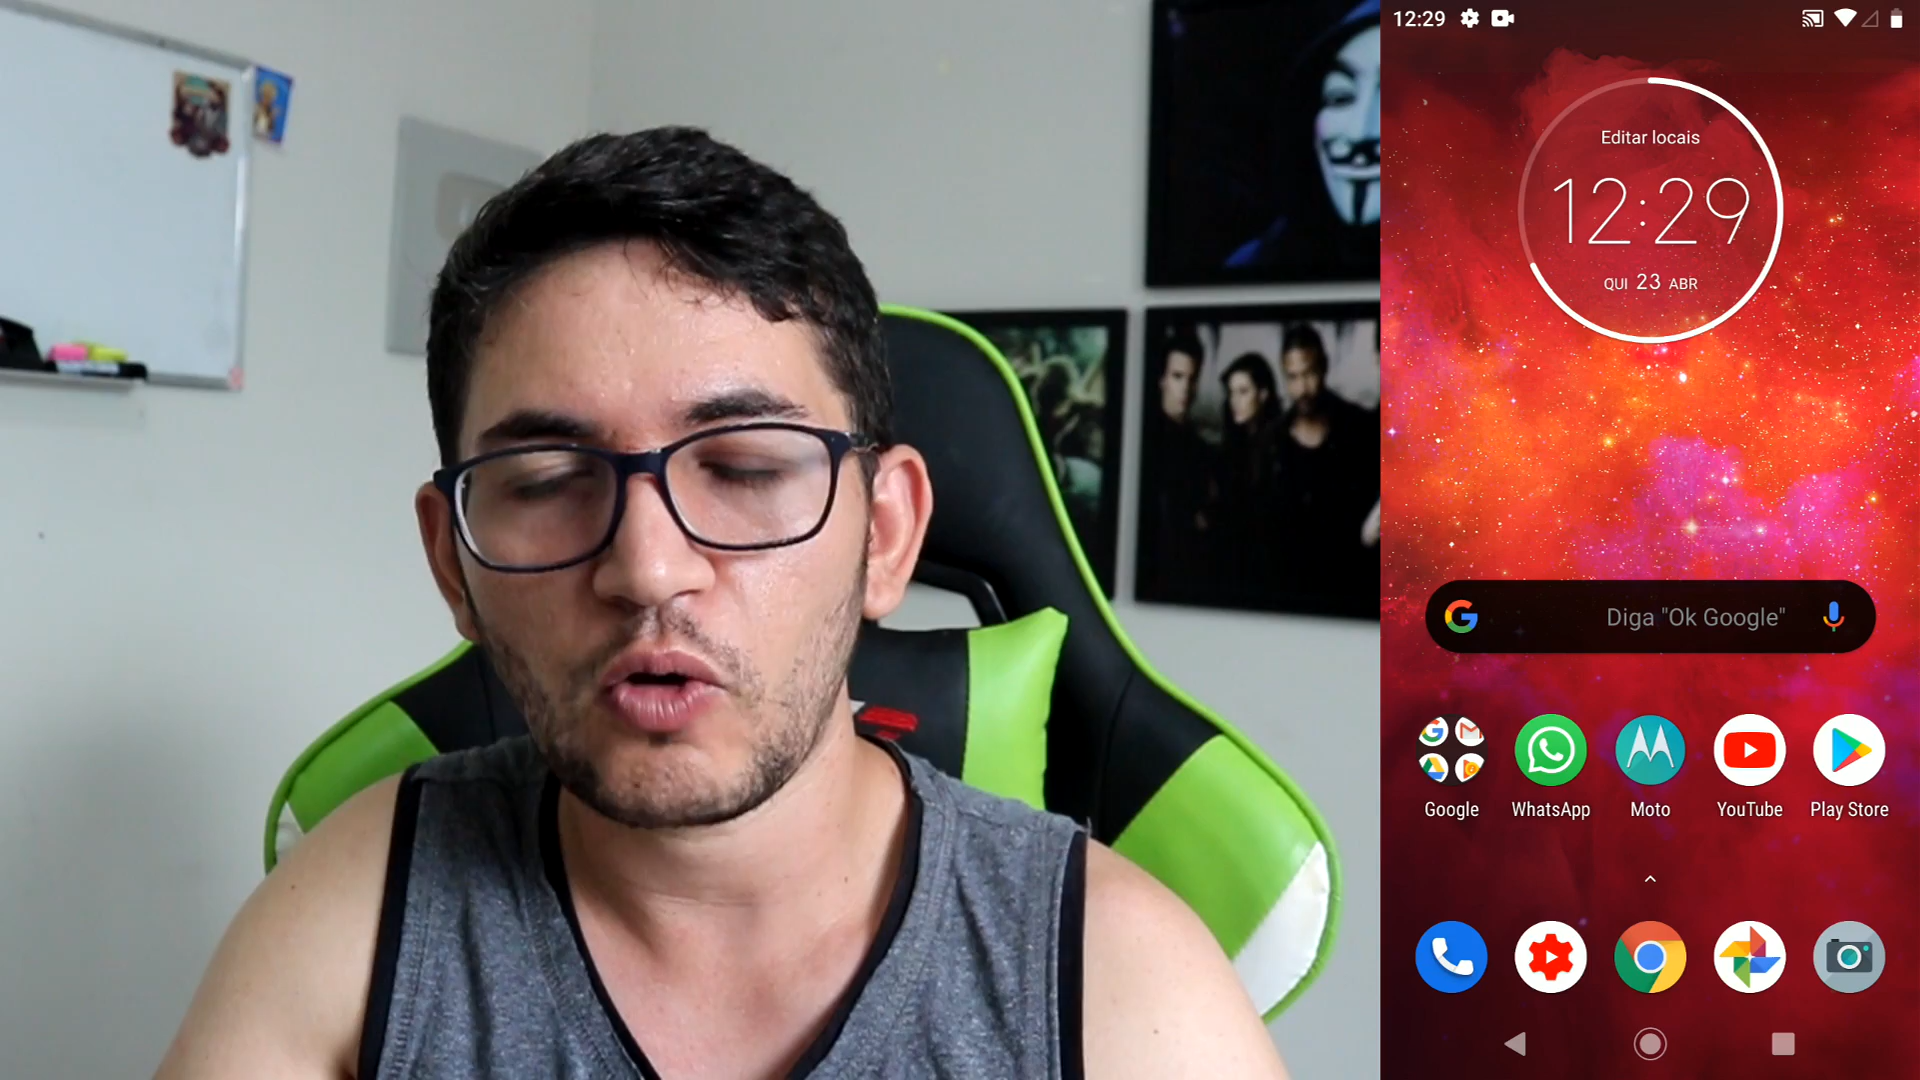 12:29
Editar locais
12:29
QUI 23 ABR
Diga "Ok Google"
Google
WhatsApp
Moto
YouTube
Play Store